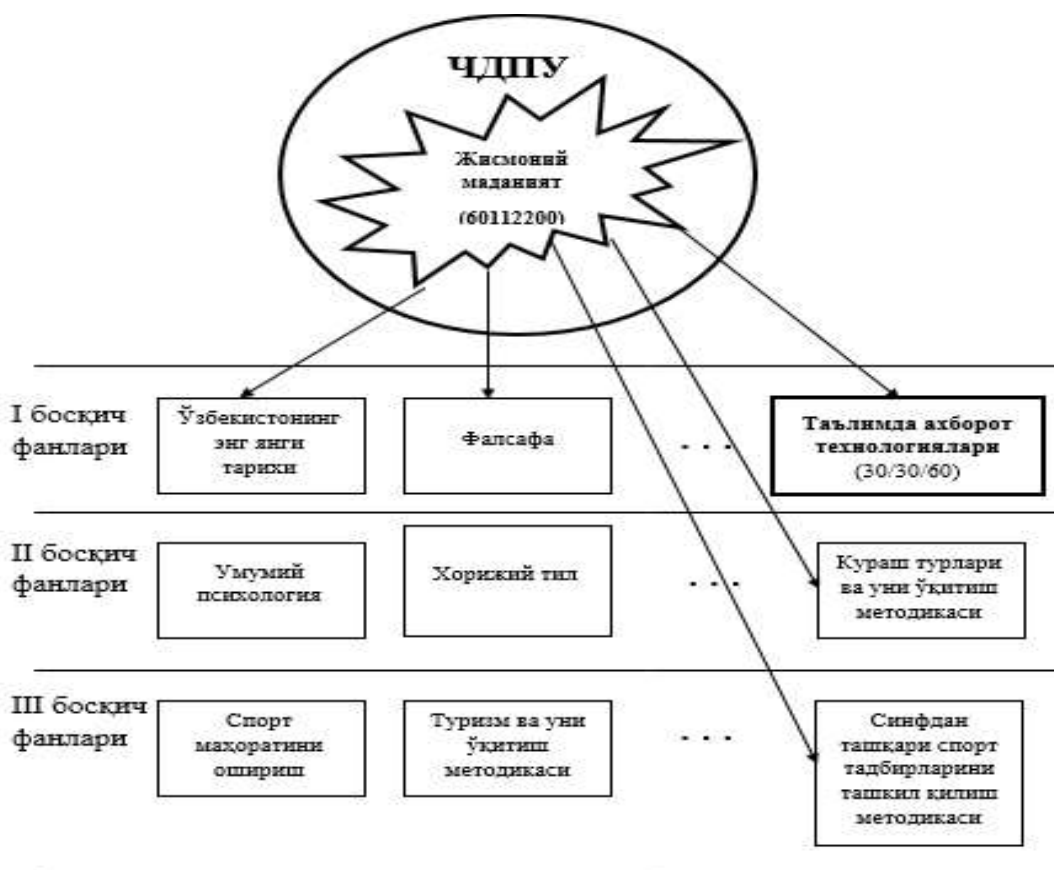 ЧДПУ
Жисмоний
маданият
(60112200)
I босқич
фанлари
Ўзбекистонинг
энг янги
тарихи
Фалсафа
. . .
Таълимда ахборот
технологиялари
(30/30/60)
II босқич
фанлари
Умумий
психология
Хорижий тил
. . .
Кураш турлари
ва уни ўқитиш
методикаси
III босқич
фанлари
Спорт
маҳоратини
ошириш
Туризм ва уни
ўқитиш
методикаси
. . .
Синфдан
ташқари спорт
тадбирларини
ташкил қилиш
методикаси